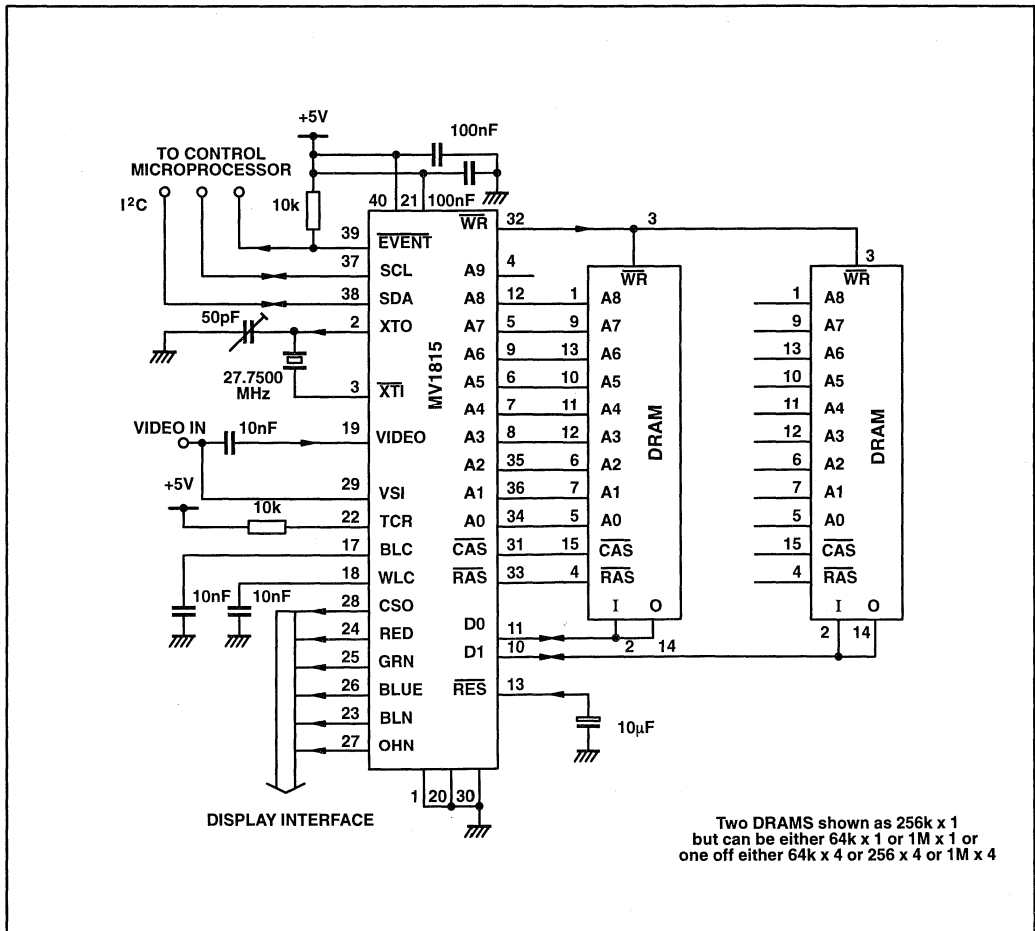 +5V
100nF
TO CONTROL
MICROPROCESSOR
I²C
10k
40
21
100nF
39
EVENT
37
SCL
38
SDA
50pF
2
XTO
27.7500
MHz
3
XTI
VIDEO IN
10nF
19
VIDEO
29
VSI
+5V
10k
22
TCR
17
BLC
18
WLC
10nF
10nF
28
CSO
24
RED
25
GRN
26
BLUE
23
BLN
27
OHN
DISPLAY INTERFACE
MV1815
WR
32
A9
4
A8
12
A7
5
A6
9
A5
6
A4
7
A3
8
A2
35
A1
36
A0
34
CAS
31
RAS
33
D0
11
D1
10
RES
13
10µF
1
20
30
3
WR
1
A8
9
A7
13
A6
10
A5
11
A4
12
A3
6
A2
7
A1
5
A0
15
CAS
4
RAS
DRAM
I
O
2
14
3
WR
1
A8
9
A7
13
A6
10
A5
11
A4
12
A3
6
A2
7
A1
5
A0
15
CAS
4
RAS
DRAM
I
O
2
14
Two DRAMS shown as 256k x 1
but can be either 64k x 1 or 1M x 1 or
one off either 64k x 4 or 256 x 4 or 1M x 4